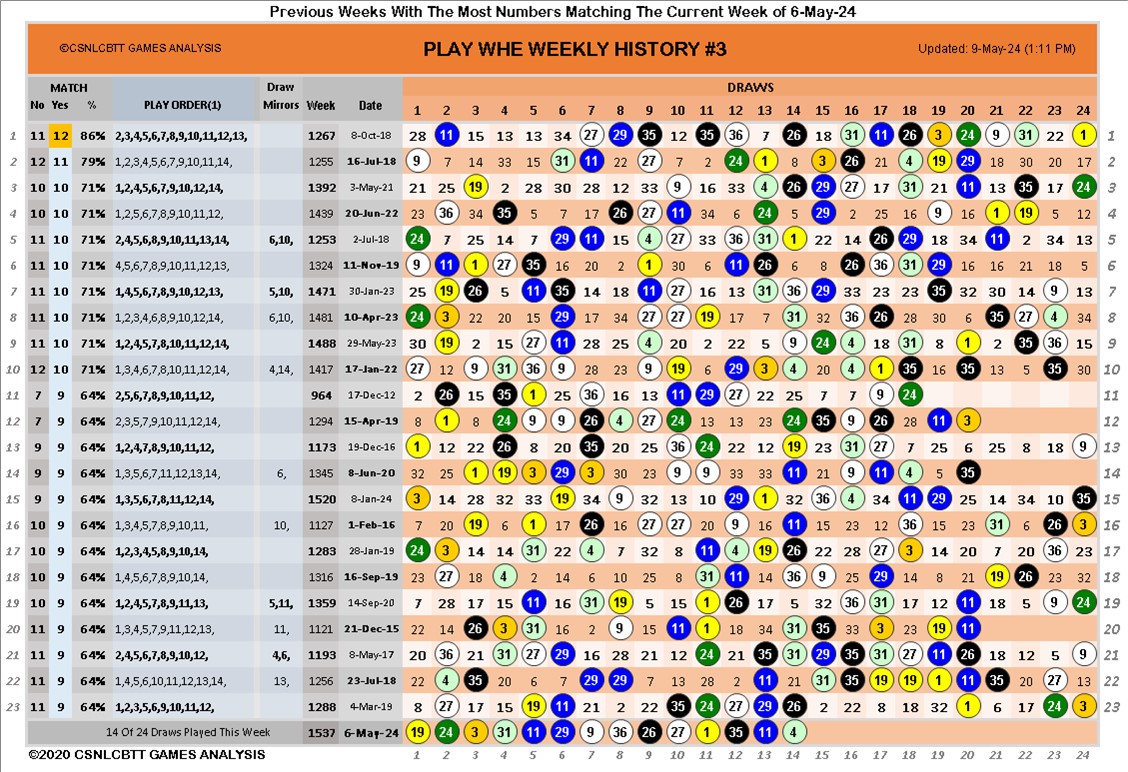 Previous Weeks With The Most Numbers Matching The Current Week of 6-May-24
©CSNLCBTT GAMES ANALYSIS PLAY WHE WEEKLY HISTORY #3 Updated: 9-May-24 (1:11 PM)
MATCH Draw DRAWS
No Yes % PLAY ORDER(1) Mirrors Week Date 1 2 3 4 5 6 7 8 9 10 11 12 13 14 15 16 17 18 19 20 21 22 23 24
1 11 12 86% 2,3,4,5,6,7,8,9,10,11,12,13, 1267 8-Oct-18 28 11 15 13 13 34 27 29 35 12 35 36 7 26 18 31 11 26 3 24 9 31 22 1 1
2 12 11 79% 1,2,3,4,5,6,7,9,10,11,14, 1255 16-Jul-18 9 7 14 33 15 31 11 22 27 7 2 24 1 8 3 26 21 4 19 29 18 30 20 17 2
3 10 10 71% 1,2,4,5,6,7,9,10,12,14, 1392 3-May-21 21 25 19 2 28 30 28 12 33 9 16 33 4 26 29 27 17 31 21 11 13 35 17 24 3
4 10 10 71% 1,2,5,6,7,8,9,10,11,12, 1439 20-Jun-22 23 36 34 35 5 7 17 26 27 11 34 6 24 5 29 2 25 16 9 16 1 19 5 12 4
5 11 10 71% 2,4,5,6,8,9,10,11,13,14, 6,10, 1253 2-Jul-18 24 7 25 14 7 29 11 15 4 27 33 36 31 1 22 14 26 29 18 34 11 2 34 13 5
6 11 10 71% 4,5,6,7,8,9,10,11,12,13, 1324 11-Nov-19 9 11 1 27 35 16 20 2 1 30 6 11 26 6 8 26 36 31 29 16 16 21 18 5 6
7 11 10 71% 1,4,5,6,7,8,9,10,12,13, 5,10, 1471 30-Jan-23 25 19 26 5 11 35 14 18 11 27 16 13 31 36 29 33 23 23 35 32 30 14 9 13 7
8 11 10 71% 1,2,3,4,6,8,9,10,12,14, 6,10, 1481 10-Apr-23 24 3 22 20 15 29 17 34 27 27 19 17 7 31 32 36 26 28 30 6 35 27 4 34 8
9 11 10 71% 1,2,4,5,7,8,10,11,12,14, 1488 29-May-23 30 19 2 15 27 11 28 25 4 20 2 22 14 5 9 24 4 18 31 8 1 2 35 36 15 9
10 12 10 71% 1,3,4,6,7,8,10,11,12,14, 4,14, 1417 17-Jan-22 27 12 9 31 36 9 28 23 9 19 6 29 3 4 20 4 1 35 16 35 13 5 35 30 10
11 7 9 64% 2,5,6,7,8,9,10,11,12, 964 17-Dec-12 2 26 15 35 1 25 36 16 13 11 29 27 22 25 7 7 9 24 11
12 7 9 64% 2,3,5,7,9,10,11,12,14, 1294 15-Apr-19 8 1 8 24 9 9 26 4 27 24 13 13 23 24 35 9 26 28 11 3 12
13 9 9 64% 1,2,4,7,8,9,10,11,12, 1173 19-Dec-16 1 12 22 26 8 20 35 20 25 36 24 22 12 19 23 31 27 7 28 13 6 25 8 18 9 13
14 9 9 64% 1,3,5,6,7,11,12,13,14, 6, 1345 8-Jun-20 32 25 1 19 3 29 3 30 23 9 9 33 33 11 21 9 11 4 5 35 14
15 9 9 64% 1,3,5,6,7,8,11,12,14, 1520 8-Jan-24 3 14 28 32 33 19 34 9 32 13 10 29 1 32 36 4 34 11 29 25 14 34 10 35 15
16 10 9 64% 1,3,4,5,7,8,9,10,11, 10, 1127 1-Feb-16 7 20 19 6 1 17 26 16 27 27 20 9 16 11 15 23 12 36 15 21 31 6 26 3 16
17 10 9 64% 1,2,3,4,5,8,9,10,14, 1283 28-Jan-19 24 3 14 14 31 22 4 7 32 8 11 4 19 26 22 28 27 3 14 20 7 20 36 23 17
18 10 9 64% 1,4,5,6,7,8,9,10,14, 1316 16-Sep-19 23 27 18 4 2 14 6 10 25 8 31 11 14 36 9 25 29 14 8 21 19 26 23 32 18
19 10 9 64% 1,2,4,5,7,8,9,11,13, 5,11, 1359 14-Sep-20 7 28 17 15 11 16 31 19 5 15 1 26 7 5 32 36 31 17 12 11 18 5 9 24 19
20 11 9 64% 1,3,4,5,7,9,11,12,13, 11, 1121 21-Dec-15 22 14 26 3 31 16 2 9 15 11 1 18 34 31 35 33 3 23 19 11 20
21 11 9 64% 2,4,5,6,7,8,9,10,12, 4,6, 1193 8-May-17 20 36 21 31 27 29 16 28 21 12 24 21 35 31 29 35 31 27 11 26 18 12 5 9 21
22 11 9 64% 1,4,5,6,10,11,12,13,14, 13, 1256 23-Jul-18 22 4 35 20 5 7 29 29 7 13 28 2 11 21 31 35 19 19 1 11 35 20 27 13 22
23 11 9 64% 1,2,3,5,6,9,10,11,12, 1288 4-Mar-19 8 27 17 15 19 11 21 2 22 35 24 27 29 26 2 22 8 18 32 1 6 17 24 3 23
14 Of 24 Draws Played This Week 1537 6-May-24 19 24 3 31 11 29 9 36 26 27 1 35 11 4
©2020 CSNLCBTT GAMES ANALYSIS 1 2 3 4 5 6 7 8 9 10 11 12 13 14 15 16 17 18 19 20 21 22 23 24